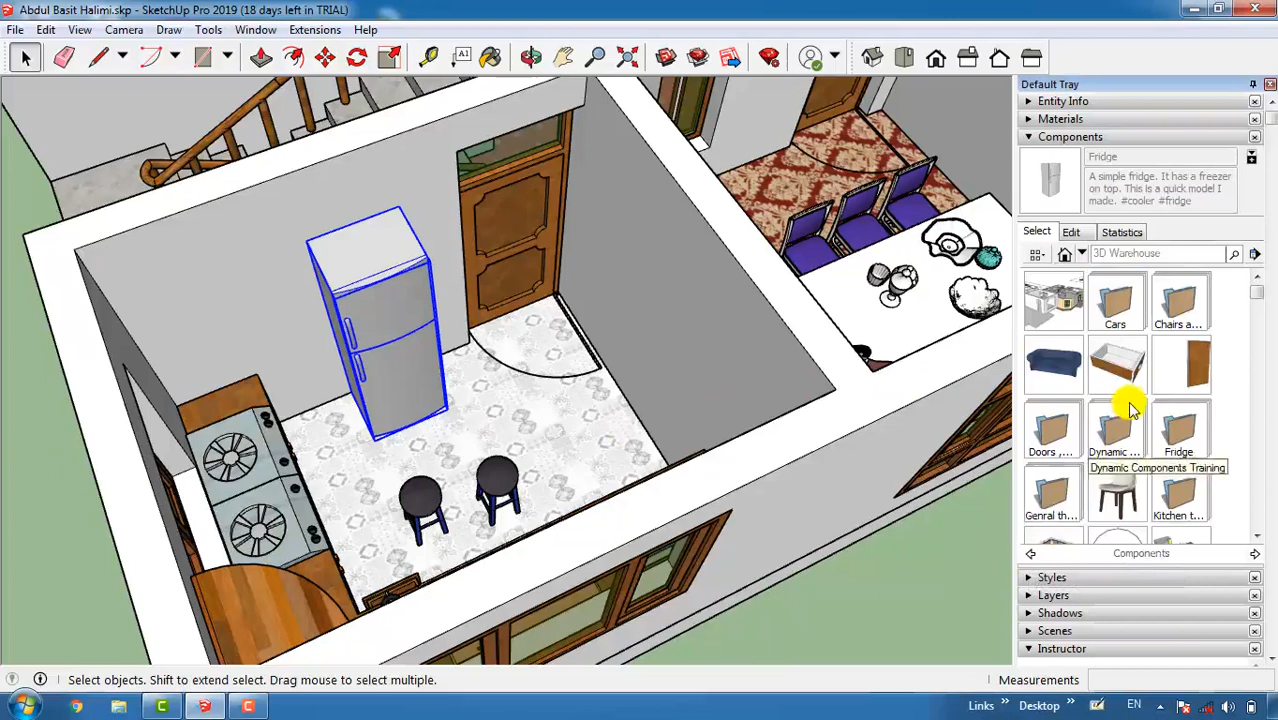 Abdul Basit Halimi.skp - SketchUp Pro 2019 (18 days left in TRIAL)
File Edit View Camera Draw Tools Window Extensions Help
A1
Default Tray
Entity Info
Materials
Components
Fridge
A simple fridge. It has a freezer
on top. This is a quick model I
made. #cooler #fridge
Select Edit Statistics
3D Warehouse
Cars Chairs a...
Doors ,... Dynamic ... Fridge
Dynamic Components Training
Genral th... Kitchen t...
Components
Styles
Layers
Shadows
Scenes
Instructor
Select objects. Shift to extend select. Drag mouse to select multiple.
Measurements
Links » Desktop » EN